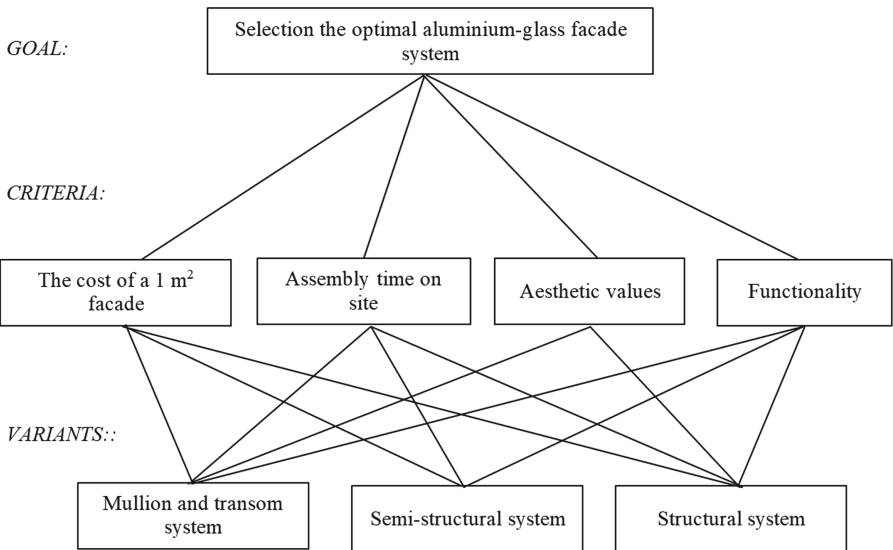 Selection the optimal aluminium-glass facade
system
GOAL:
CRITERIA:
The cost of a 1 m²
facade
Assembly time on
site
Aesthetic values
Functionality
VARIANTS::
Mullion and transom
system
Semi-structural system
Structural system